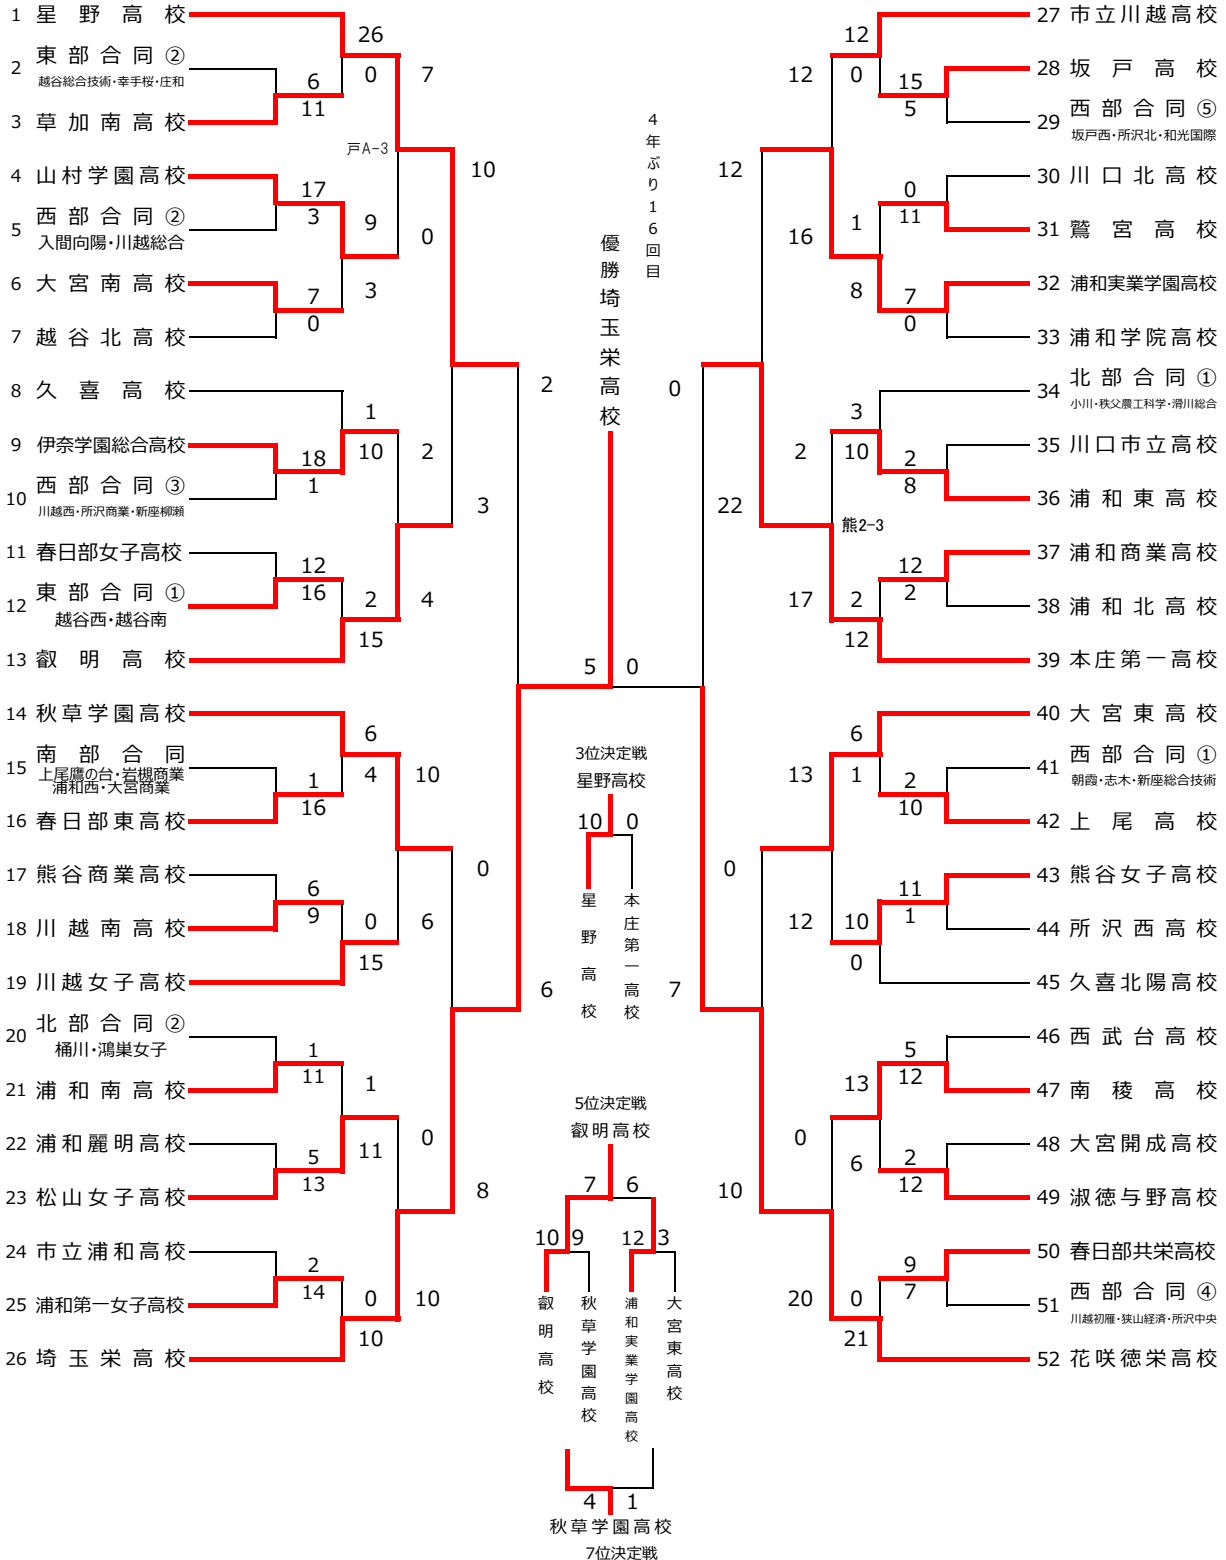 1 星野高校
2 東部合同②
越谷総合技術・幸手桜・庄和
3 草加南高校
4 山村学園高校
5 西部合同②
入間向陽・川越総合
6 大宮南高校
7 越谷北高校
8 久喜高校
9 伊奈学園総合高校
10 西部合同③
川越西・所沢商業・新座柳瀬
11 春日部女子高校
12 東部合同①
越谷西・越谷南
13 叡明高校
14 秋草学園高校
15 南部合同
上尾鷹の台・岩槻商業
浦和西・大宮商業
16 春日部東高校
17 熊谷商業高校
18 川越南高校
19 川越女子高校
20 北部合同②
桶川・鴻巣女子
21 浦和南高校
22 浦和麗明高校
23 松山女子高校
24 市立浦和高校
25 浦和第一女子高校
26 埼玉栄高校
6
11
17
3
7
0
18
1
12
16
1
16
6
9
1
11
5
13
2
14
26
0
9
3
1
10
2
15
6
4
0
15
1
11
0
10
7
戸A-3
0
2
4
10
6
0
10
10
3
0
8
2
6
4年ぶり16回目
優勝埼玉栄高校
5 0
3位決定戦
星野高校
10 0
星野高校
本庄第一高校
5位決定戦
叡明高校
7 6
10 9
12 3
叡明高校
秋草学園高校
浦和実業学園高校
大宮東高校
4 1
秋草学園高校
7位決定戦
0
7
12
22
0
10
12
16
2
熊2-3
17
13
12
0
20
12
0
1
8
3
10
2
12
6
1
10
0
13
6
0
21
15
5
0
11
7
0
2
8
12
2
2
10
11
1
5
12
2
12
9
7
27 市立川越高校
28 坂戸高校
29 西部合同⑤
坂戸西・所沢北・和光国際
30 川口北高校
31 鷲宮高校
32 浦和実業学園高校
33 浦和学院高校
34 北部合同①
小川・秩父農工科学・滑川総合
35 川口市立高校
36 浦和東高校
37 浦和商業高校
38 浦和北高校
39 本庄第一高校
40 大宮東高校
41 西部合同①
朝霞・志木・新座総合技術
42 上尾高校
43 熊谷女子高校
44 所沢西高校
45 久喜北陽高校
46 西武台高校
47 南稜高校
48 大宮開成高校
49 淑徳与野高校
50 春日部共栄高校
51 西部合同④
川越初雁・狭山経済・所沢中央
52 花咲徳栄高校